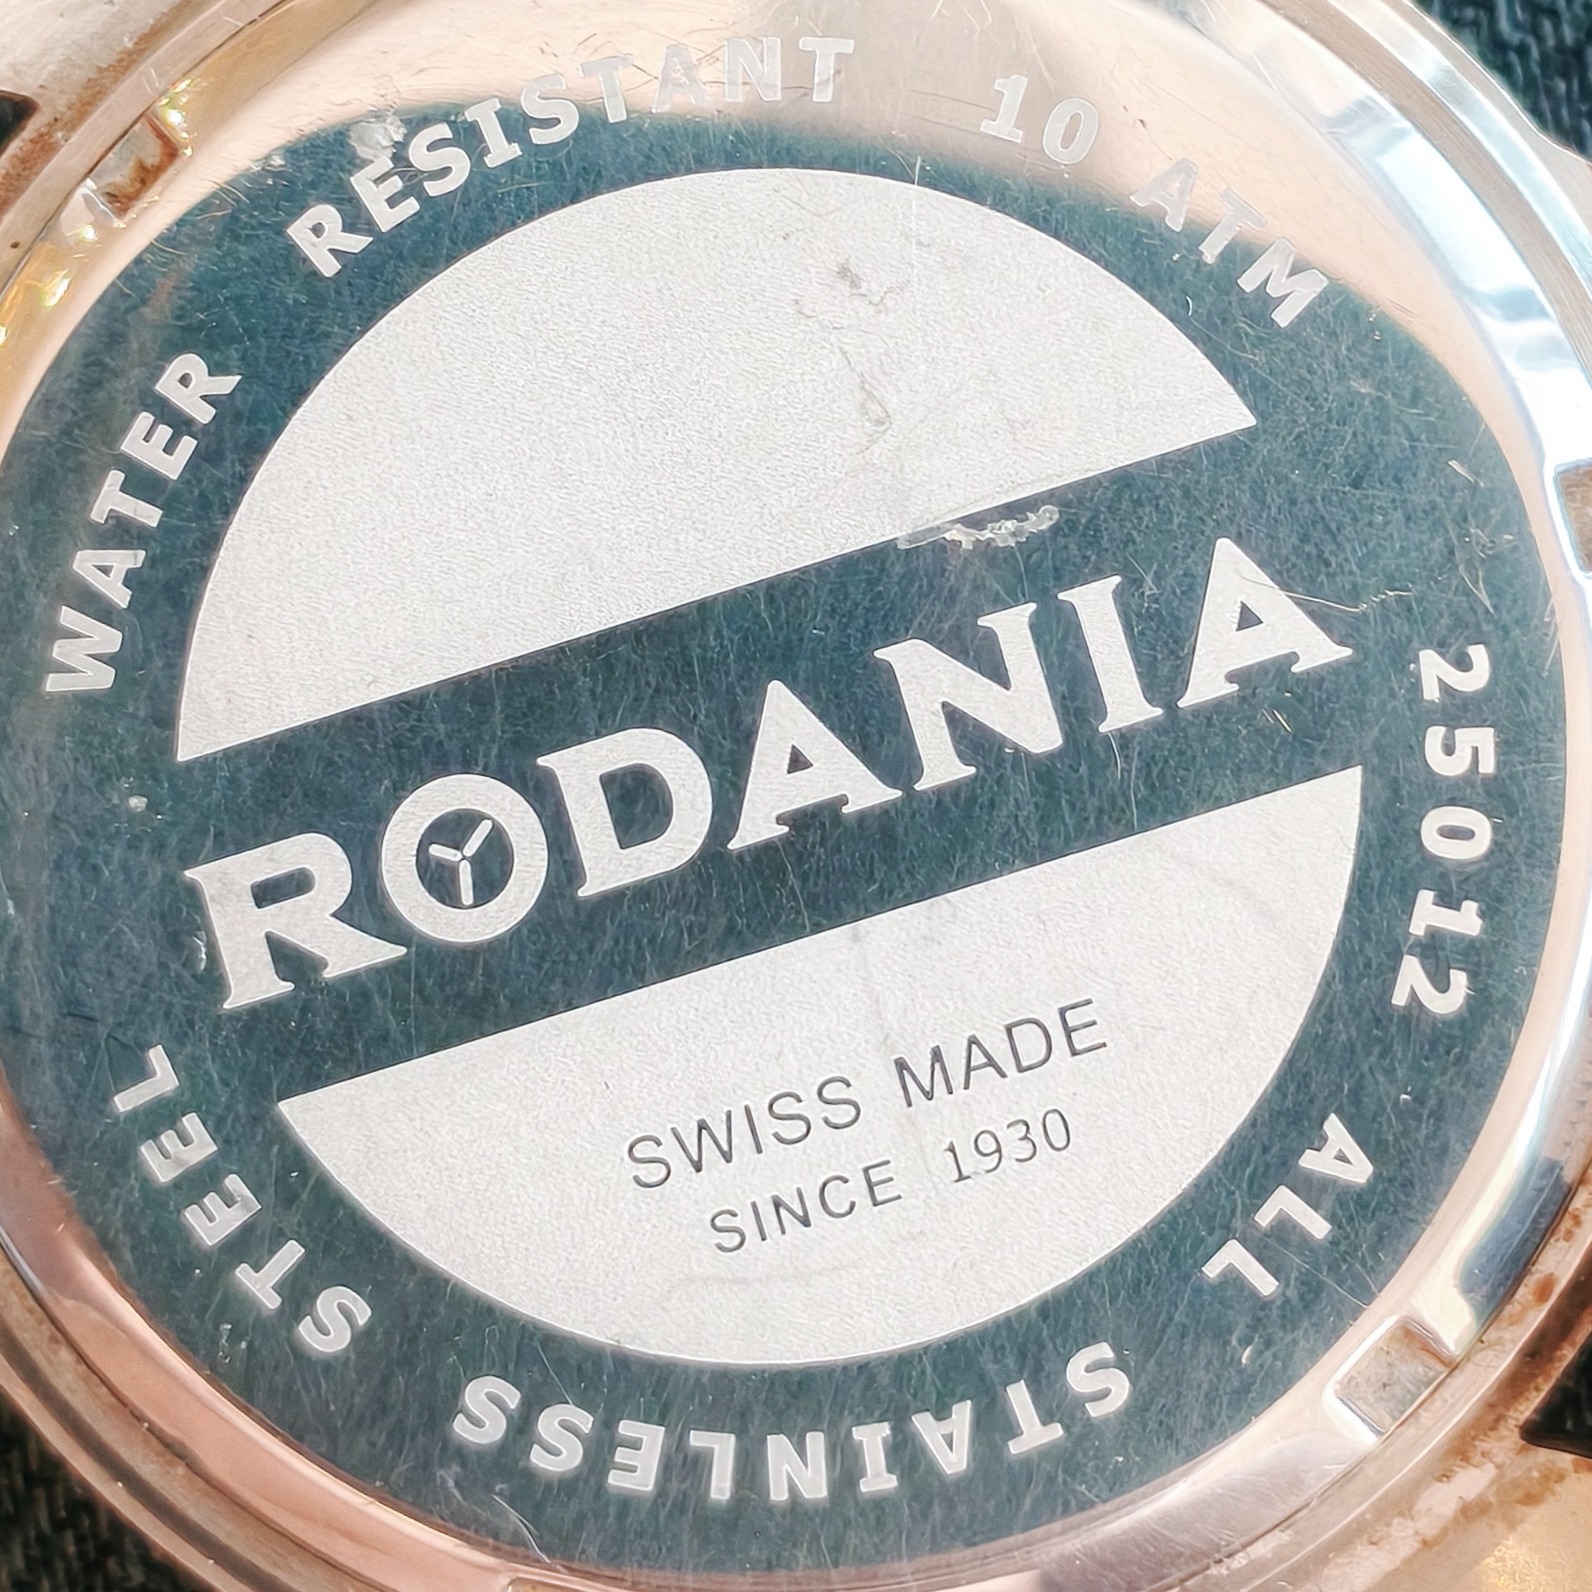 WATER RESISTANT 10 ATM 25012 ALL STAINLESS STEEL
RODANIA
SWISS MADE
SINCE 1930